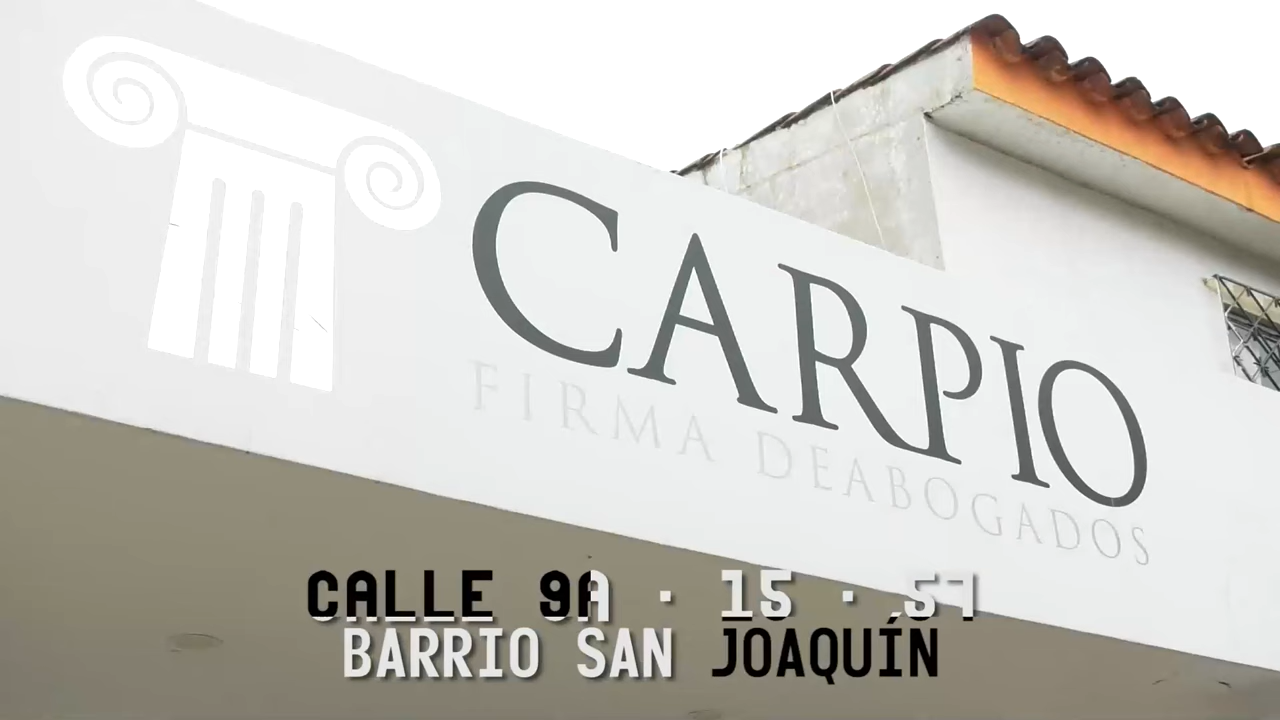 CARPIO
FIRMA DEABOGADOS
CALLE 9A · 15 · 57
BARRIO SAN JOAQUÍN